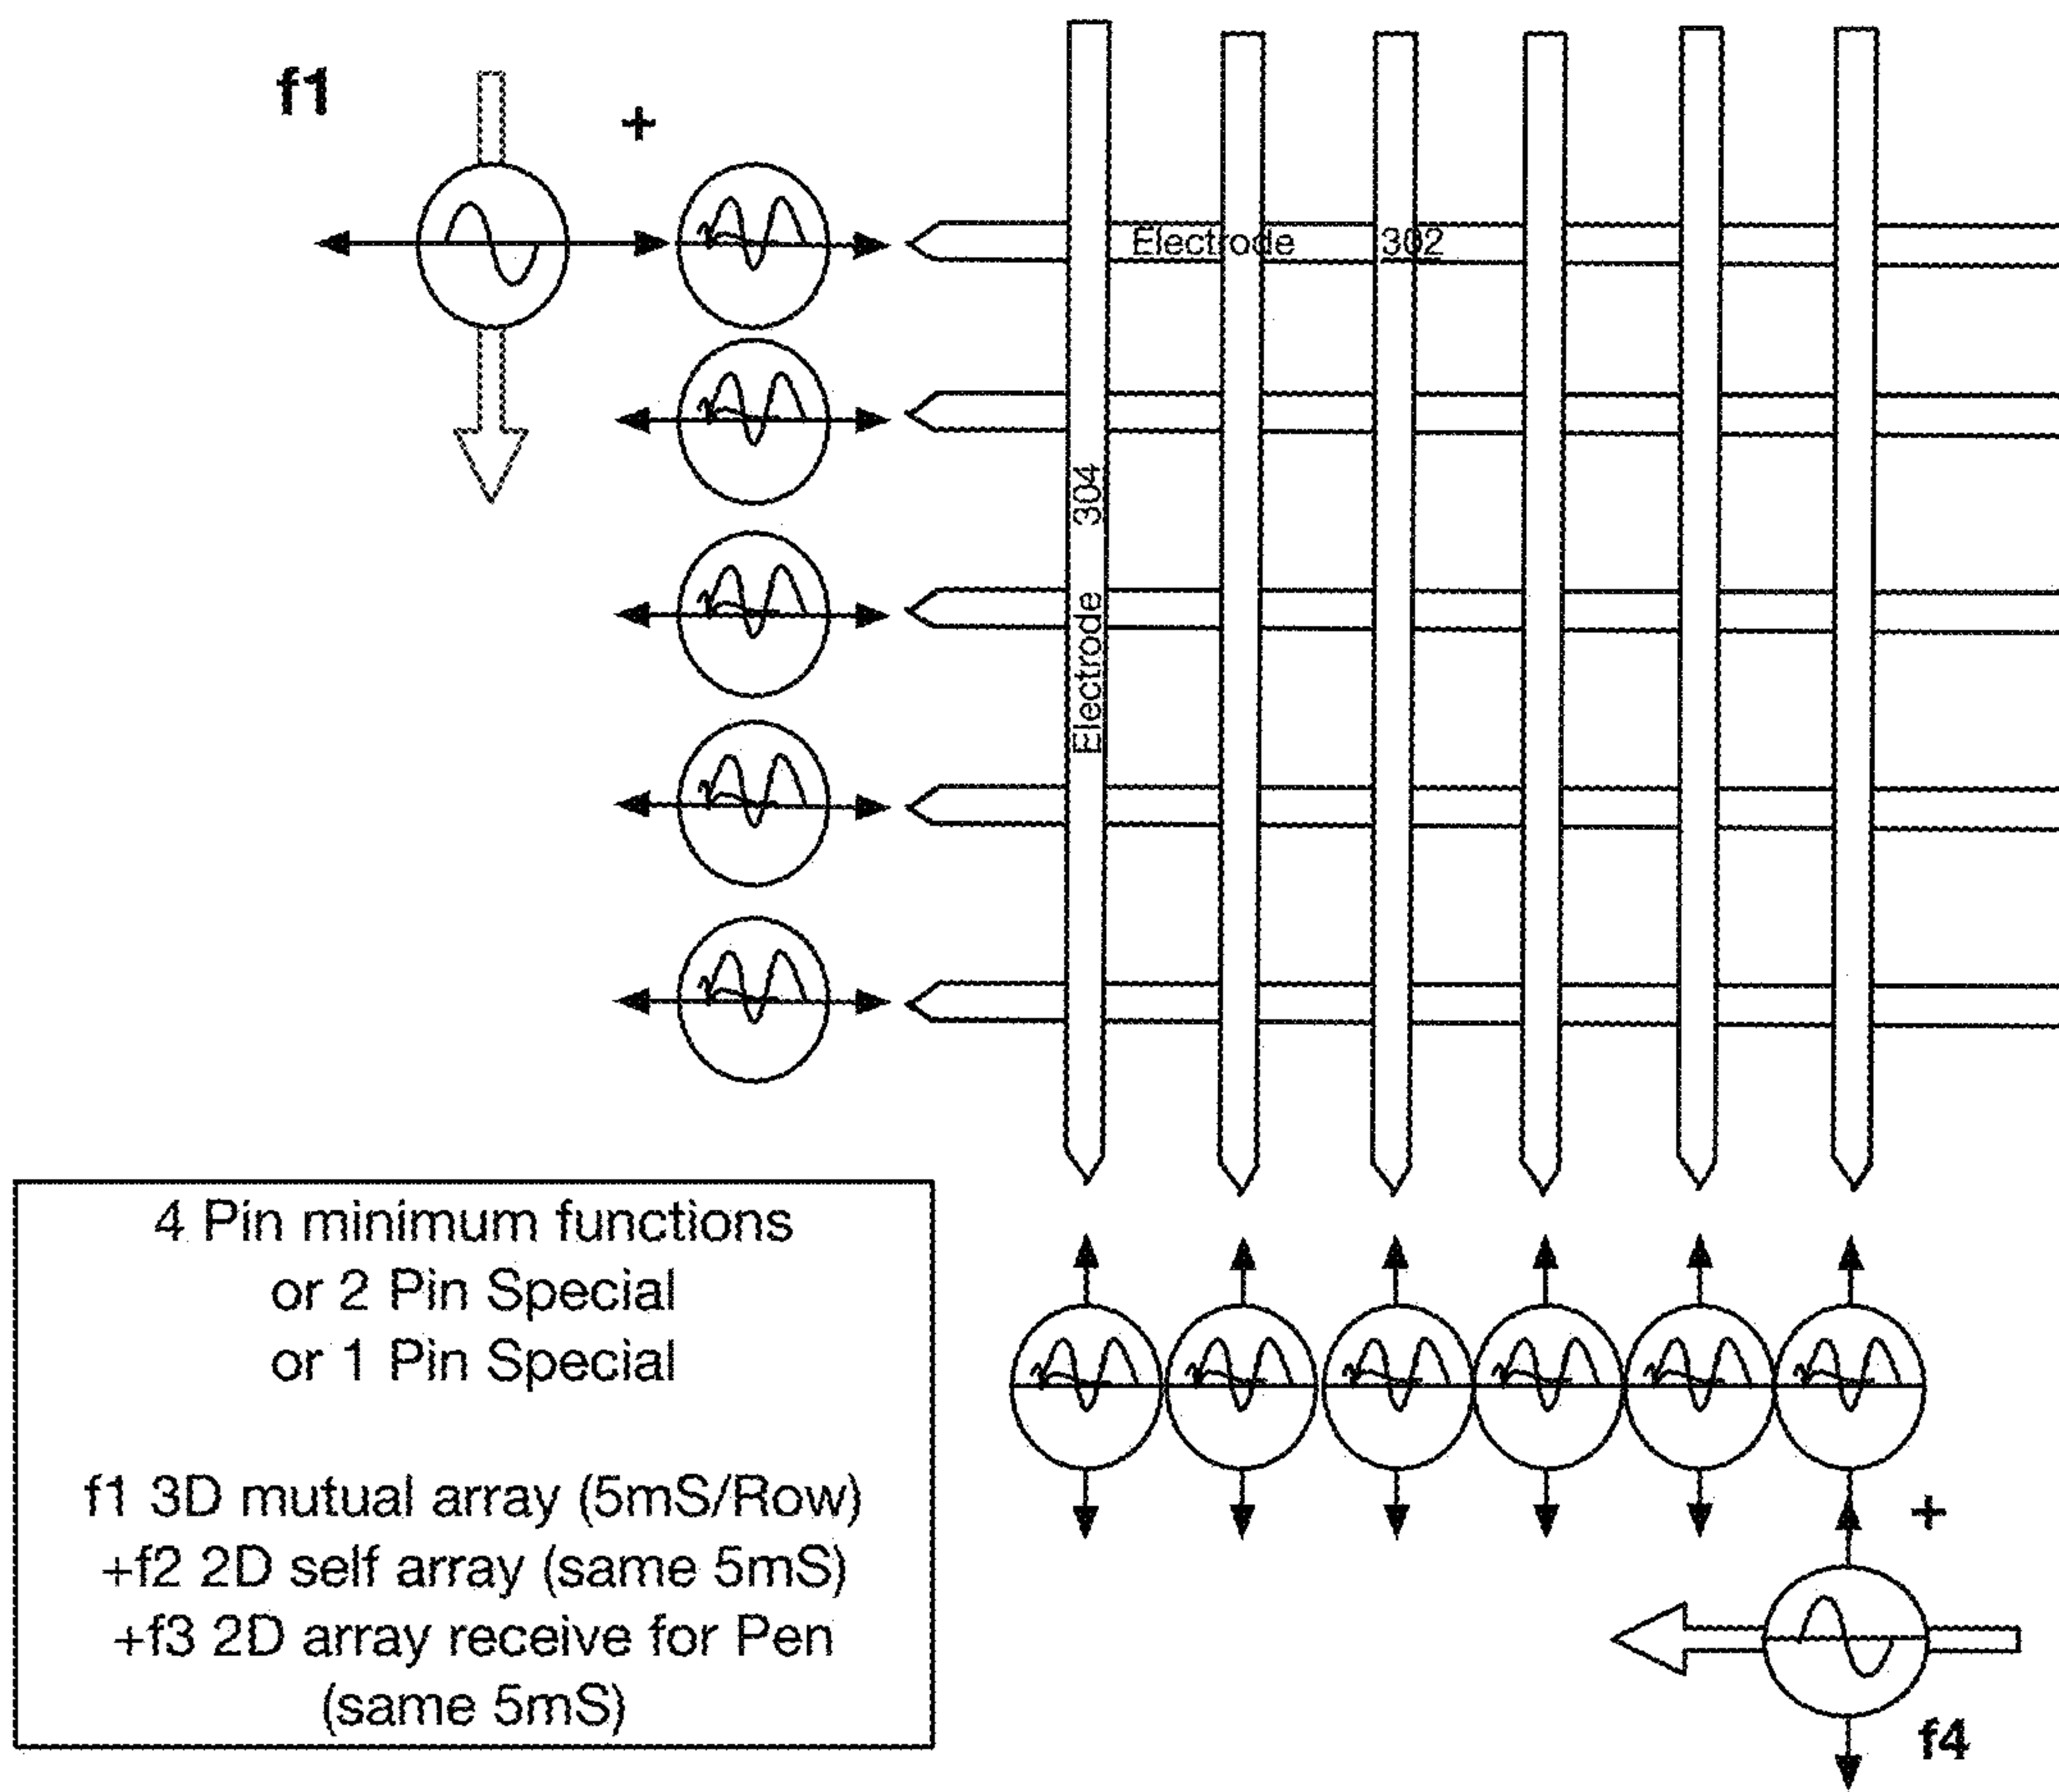 f1
+
Electrode 302
Electrode 304
4 Pin minimum functions
or 2 Pin Special
or 1 Pin Special
f1 3D mutual array (5mS/Row)
+f2 2D self array (same 5mS)
+f3 2D array receive for Pen
(same 5mS)
+
f4